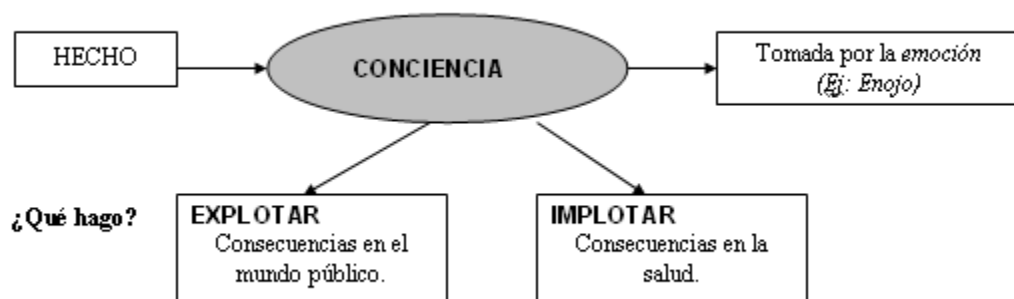 HECHO
CONCIENCIA
Tomada por la emoción
(Ej: Enojo)
¿Qué hago?
EXPLOTAR
Consecuencias en el
mundo público.
IMPLOTAR
Consecuencias en la
salud.